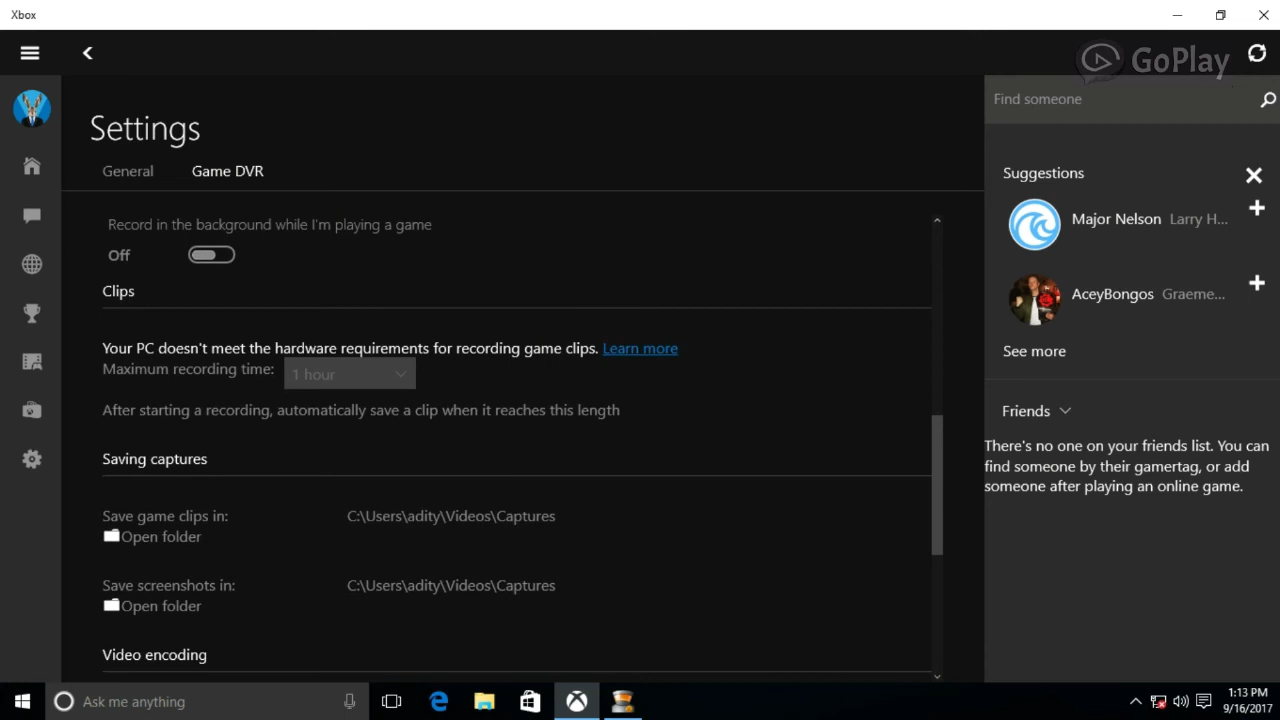 Xbox
GoPlay
Find someone
Settings
General
Game DVR
Record in the background while I'm playing a game
Off
Clips
Your PC doesn't meet the hardware requirements for recording game clips. Learn more
Maximum recording time: 1 hour
After starting a recording, automatically save a clip when it reaches this length
Saving captures
Save game clips in: C:\Users\adity\Videos\Captures
Open folder
Save screenshots in: C:\Users\adity\Videos\Captures
Open folder
Video encoding
Suggestions
Major Nelson Larry H...
AceyBongos Graeme...
See more
Friends
There's no one on your friends list. You can
find someone by their gamertag, or add
someone after playing an online game.
Ask me anything
1:13 PM
9/16/2017